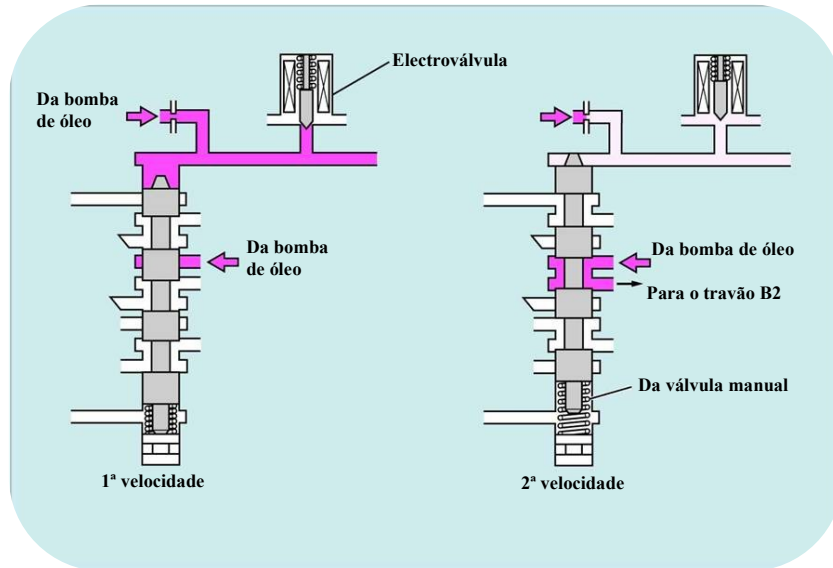 Electroválvula
Da bomba
de óleo
Da bomba
de óleo
1ª velocidade
Da bomba de óleo
Para o travão B2
Da válvula manual
2ª velocidade